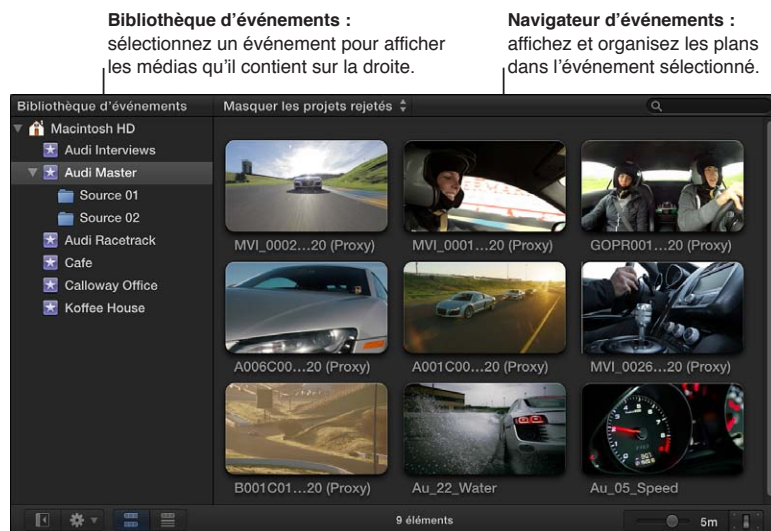 Bibliothèque d’événements :
sélectionnez un événement pour afficher
les médias qu’il contient sur la droite.
Navigateur d’événements :
affichez et organisez les plans
dans l’événement sélectionné.
Bibliothèque d’événements
Masquer les projets rejetés
Macintosh HD
Audi Interviews
Audi Master
Source 01
Source 02
Audi Racetrack
Cafe
Calloway Office
Koffee House
MVI_0002...20 (Proxy)
MVI_0001...20 (Proxy)
GOPR001...20 (Proxy)
A006C00...20 (Proxy)
A001C00...20 (Proxy)
MVI_0026...20 (Proxy)
B001C01...20 (Proxy)
Au_22_Water
Au_05_Speed
9 éléments
5m